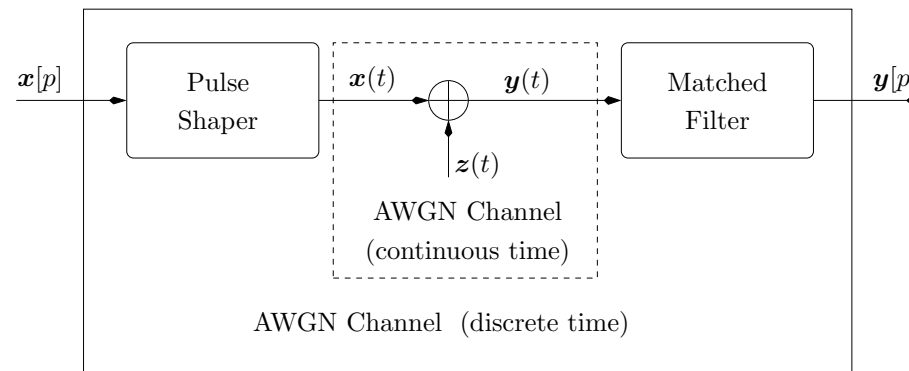 x[p]
Pulse
Shaper
x(t)
y(t)
Matched
Filter
y[p
z(t)
AWGN Channel
(continuous time)
AWGN Channel (discrete time)